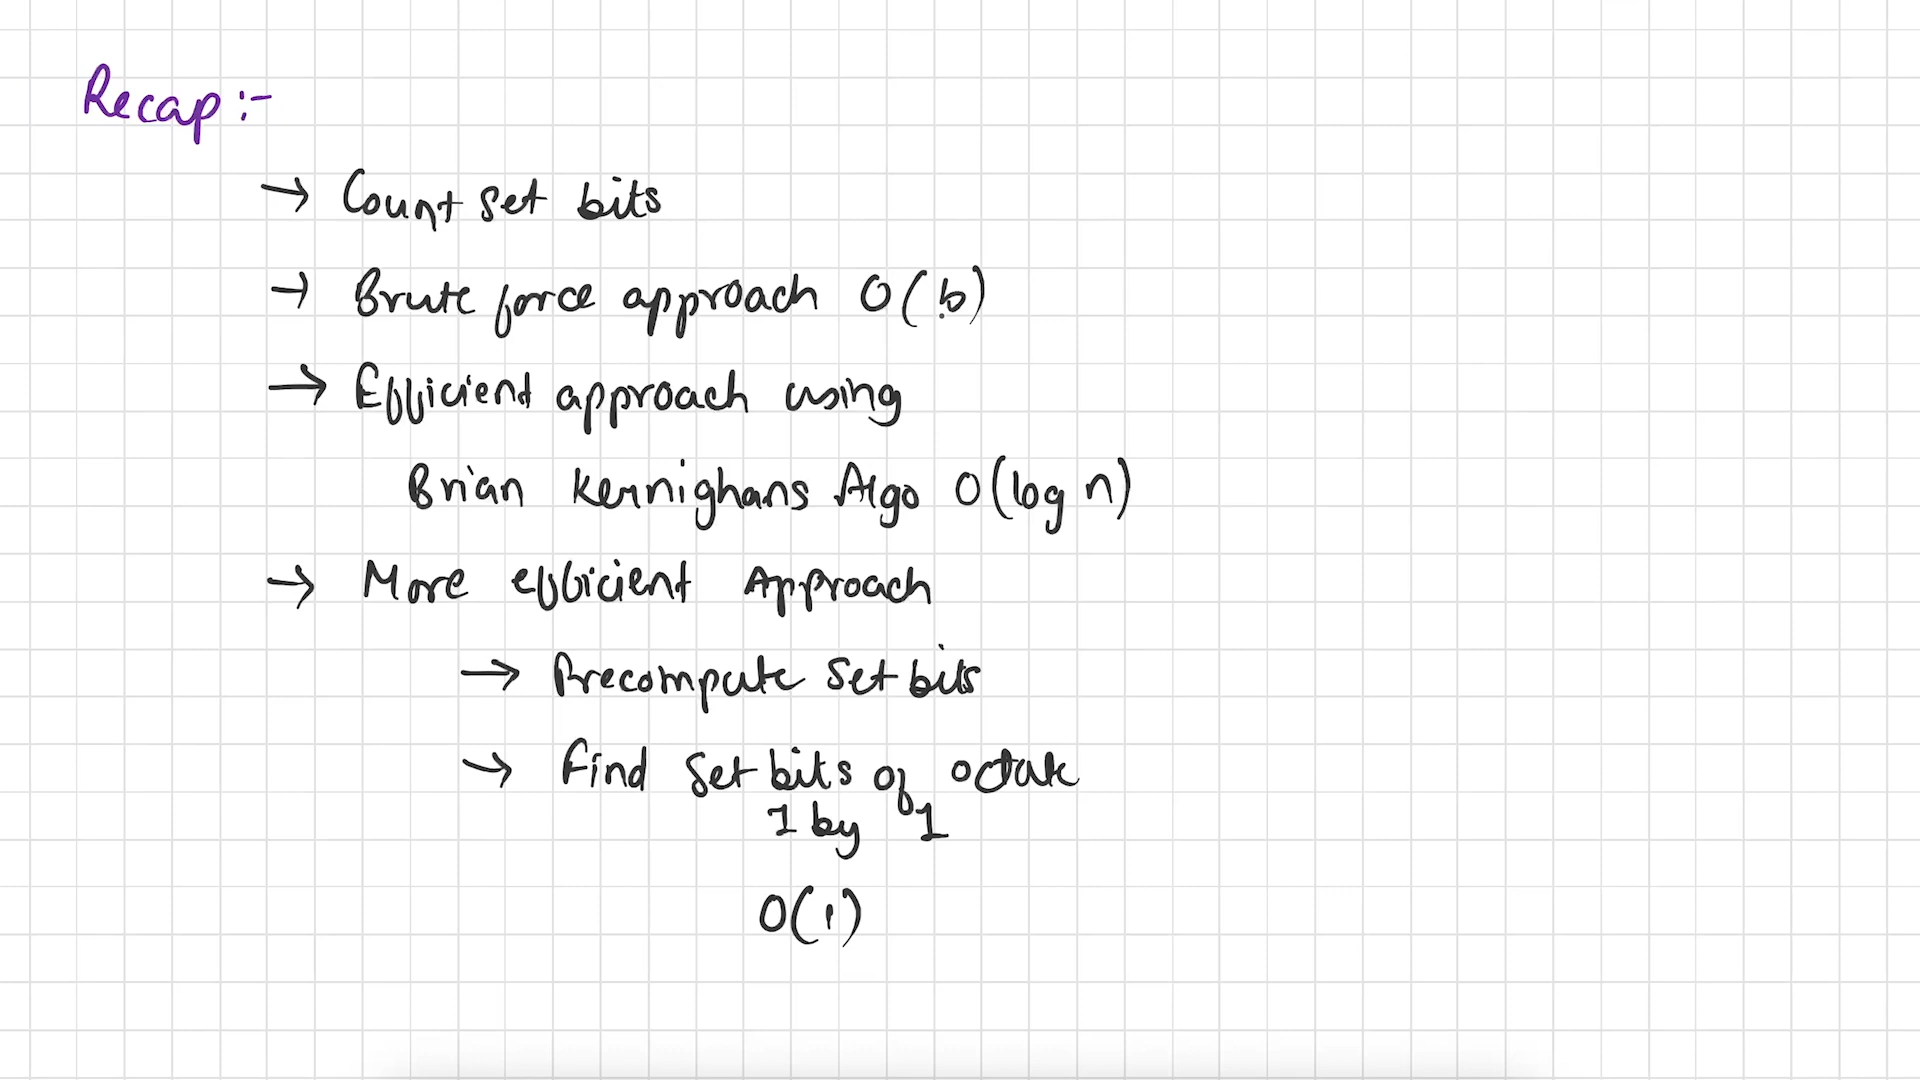 Recap :-
→ Count set bits
→ Brute force approach O(b)
→ Efficient approach using
Brian Kernighans Algo O(log n)
→ More efficient Approach
→ Precompute set bits
→ Find set bits of octate
1 by 1
O(1)